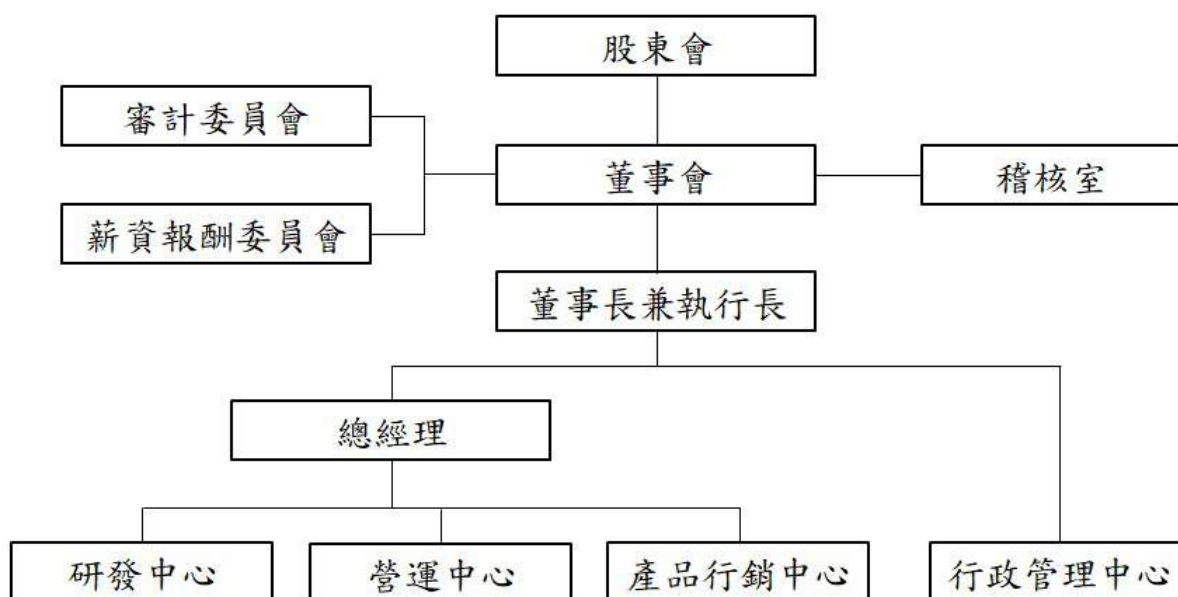 股東會
審計委員會
董事會
稽核室
薪資報酬委員會
董事長兼執行長
總經理
研發中心
營運中心
產品行銷中心
行政管理中心